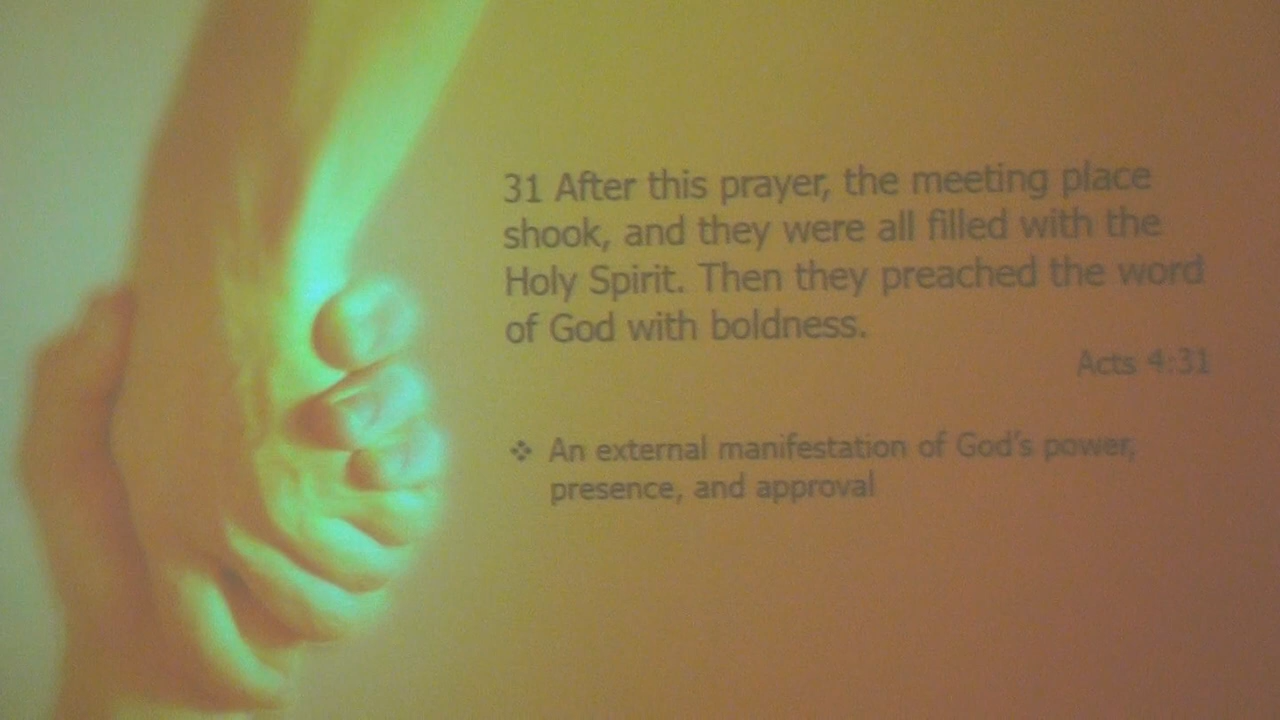 31 After this prayer, the meeting place
shook, and they were all filled with the
Holy Spirit. Then they preached the word
of God with boldness.
Acts 4:31
❖ An external manifestation of God's power,
presence, and approval